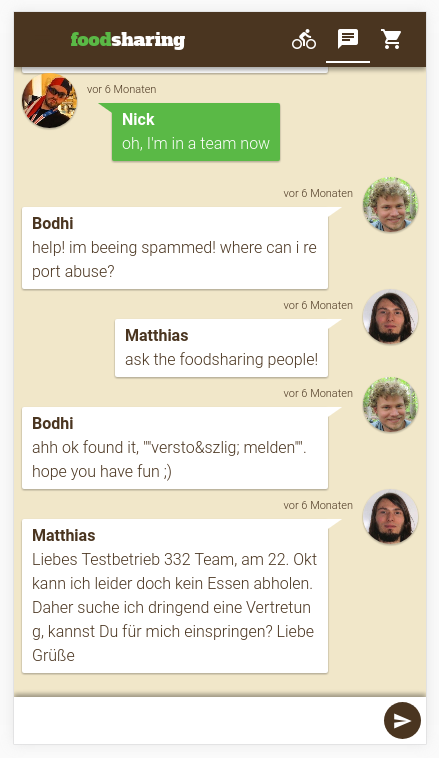 foodsharing
vor 6 Monaten
Nick
oh, I'm in a team now
vor 6 Monaten
Bodhi
help! im beeing spammed! where can i re
port abuse?
vor 6 Monaten
Matthias
ask the foodsharing people!
vor 6 Monaten
Bodhi
ahh ok found it, ""versto&szlig; melden"".
hope you have fun ;)
vor 6 Monaten
Matthias
Liebes Testbetrieb 332 Team, am 22. Okt
kann ich leider doch kein Essen abholen.
Daher suche ich dringend eine Vertretun
g, kannst Du für mich einspringen? Liebe
Grüße